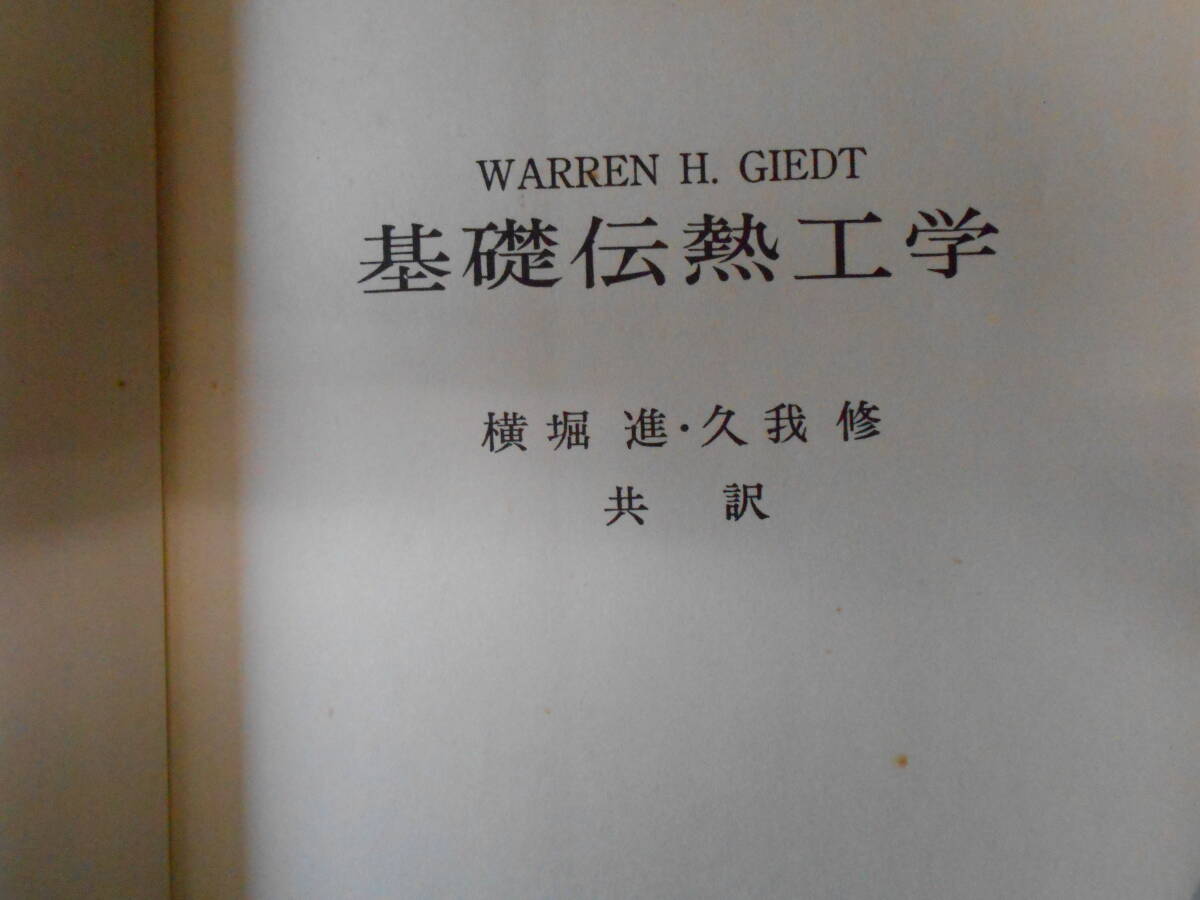 WARREN H. GIEDT
基礎伝熱工学
横堀 進・久我 修
共 訳